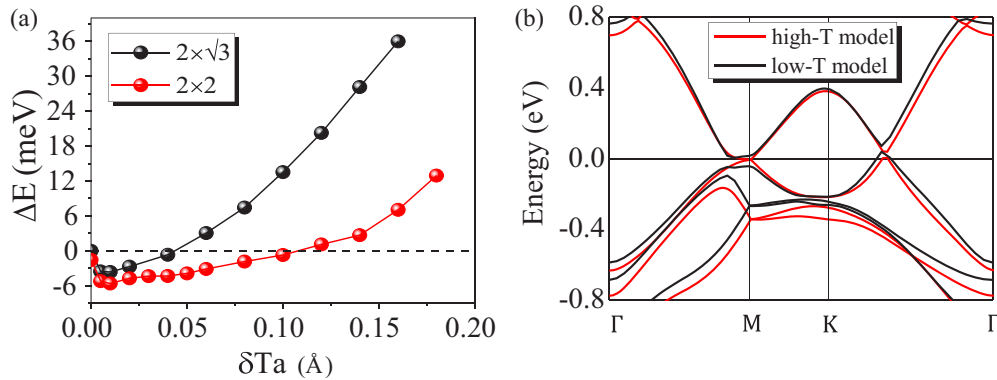 (a)
2×√3
2×2
ΔE (meV)
36
30
24
18
12
6
0
-6
0.00
0.05
0.10
0.15
0.20
δTa (Å)
(b)
high-T model
low-T model
Energy (eV)
0.8
0.4
0.0
-0.4
-0.8
Γ
M
K
Γ